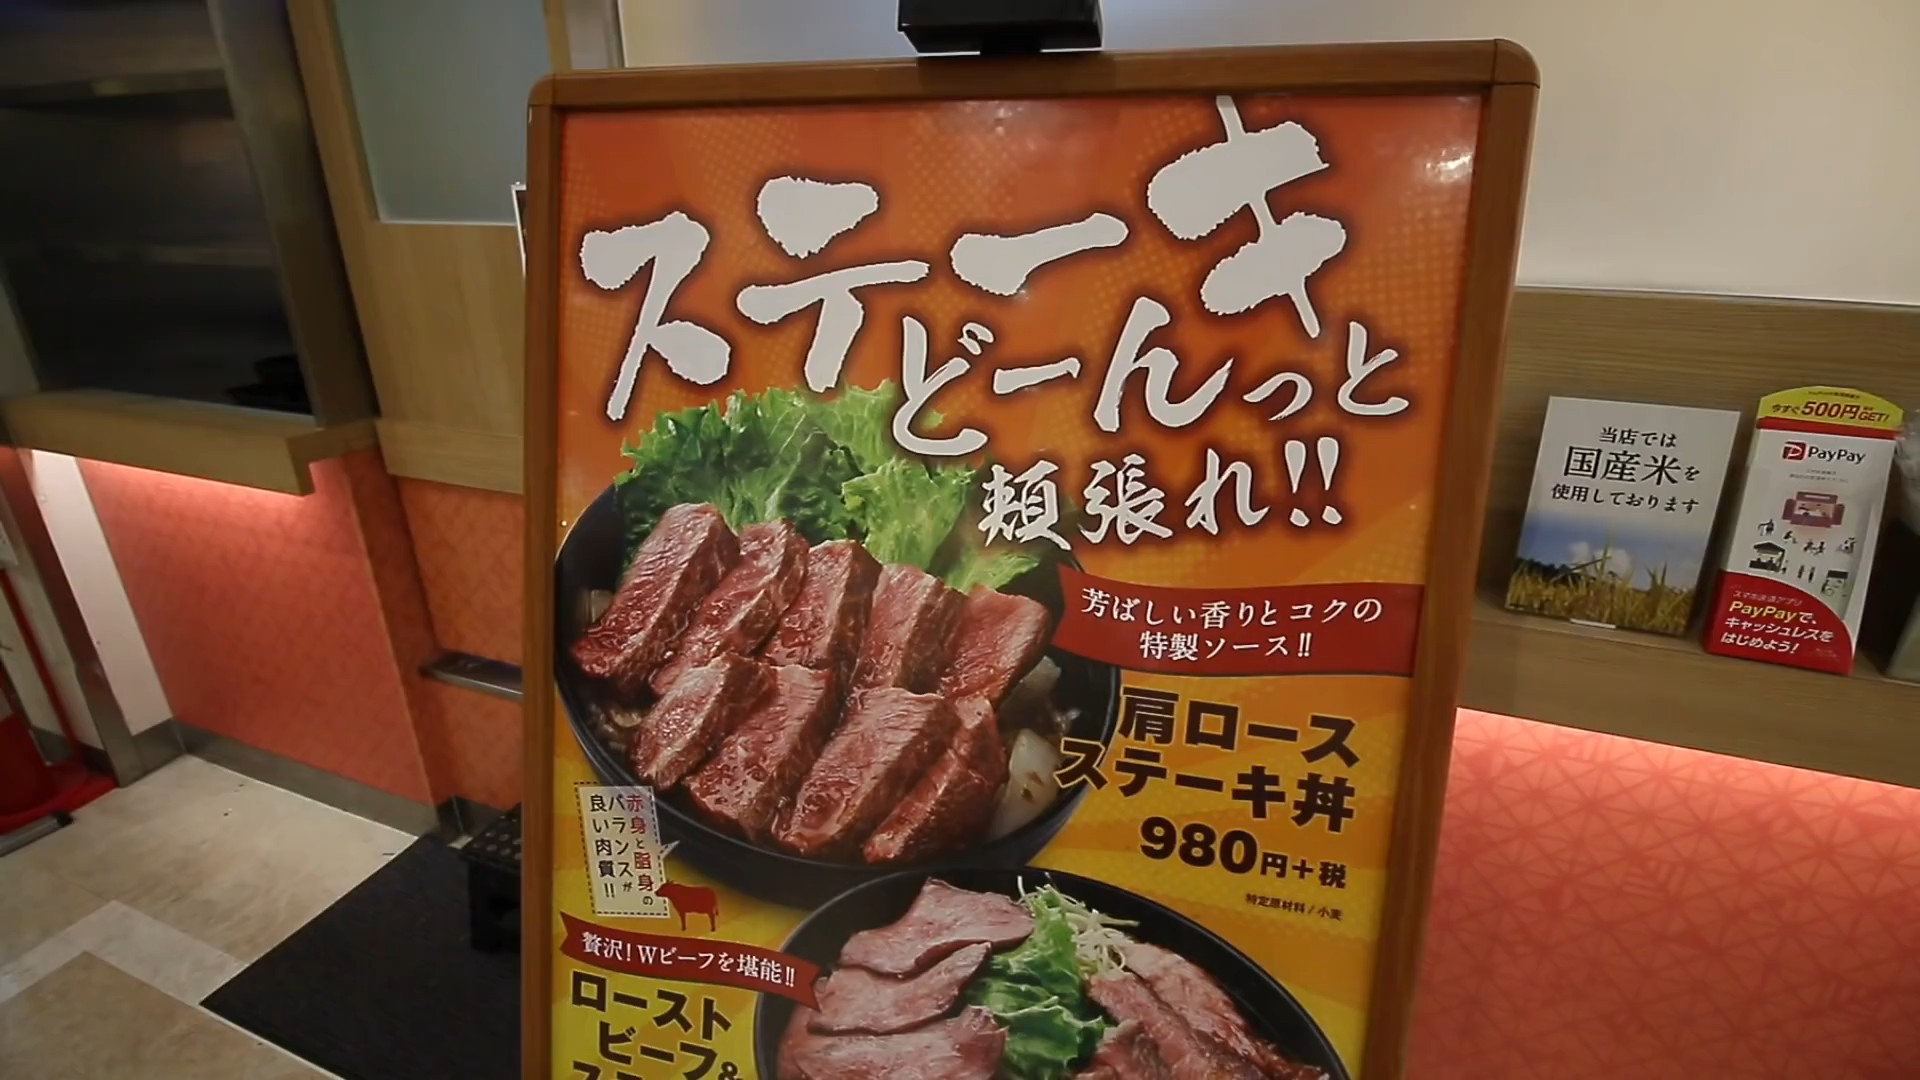 ステーキ
どーんっと
頬張れ!!
芳ばしい香りとコクの
特製ソース!!
肩ロース
ステーキ丼
980円+税
特定原材料/小麦
赤身と脂身の
バランスが
良い肉質!!
贅沢!Wビーフを堪能!!
ロースト
ビーフ&
当店では
国産米を
使用しております
今すぐ500円GET!
PayPay
PayPayで、
キャッシュレスを
はじめよう!